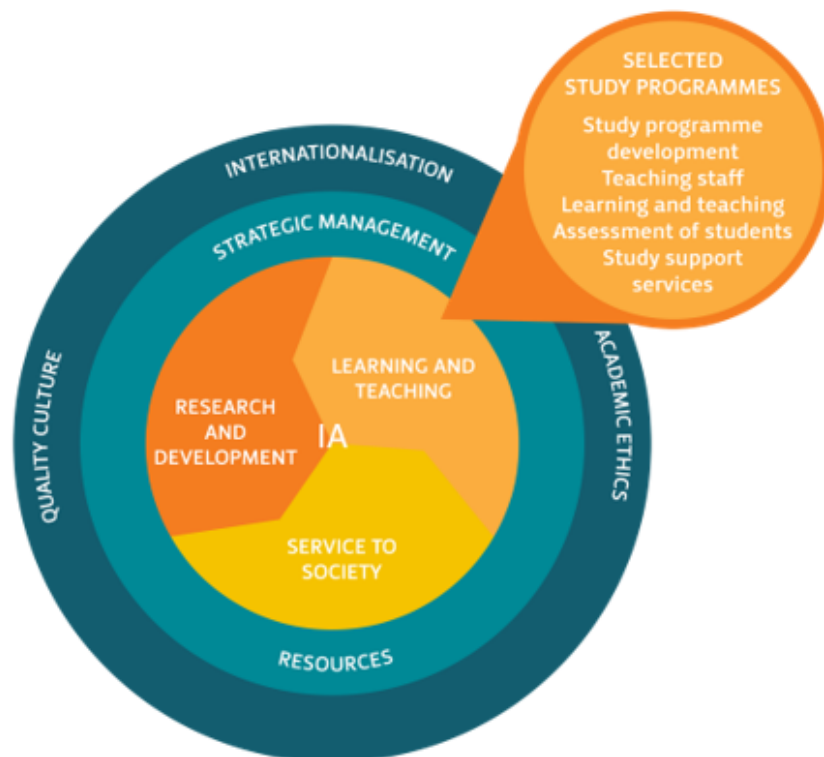 SELECTED
STUDY PROGRAMMES
Study programme
development
Teaching staff
Learning and teaching
Assessment of students
Study support
services
INTERNATIONALISATION
STRATEGIC MANAGEMENT
QUALITY CULTURE
ACADEMIC ETHICS
LEARNING AND
TEACHING
RESEARCH
AND
DEVELOPMENT
IA
SERVICE TO
SOCIETY
RESOURCES